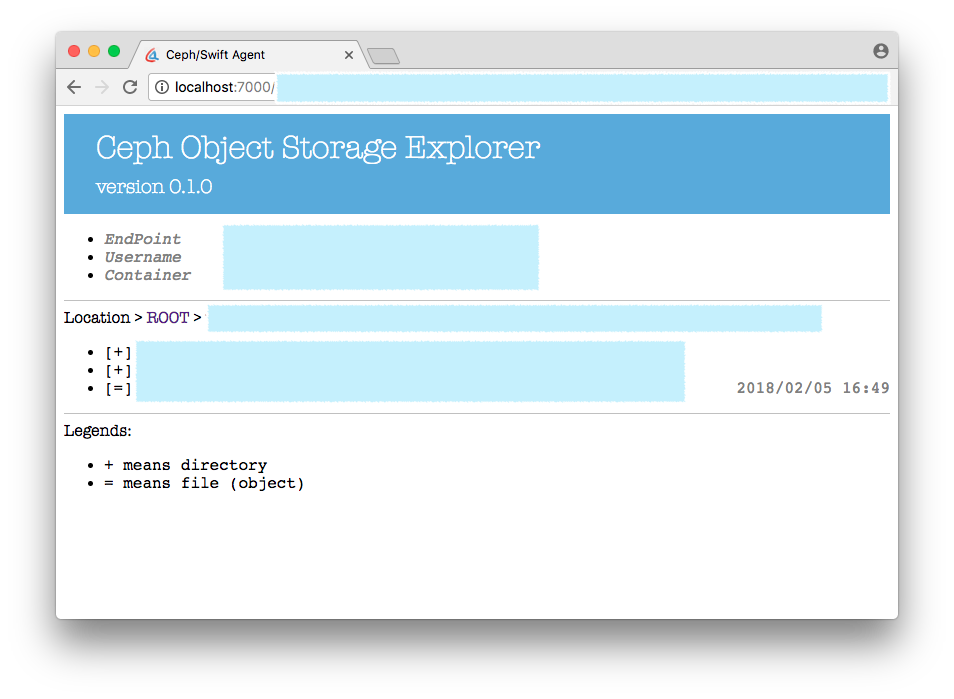 Ceph/Swift Agent
localhost:7000/
Ceph Object Storage Explorer
version 0.1.0
EndPoint
Username
Container
Location > ROOT >
[+]
[+]
[=] 2018/02/05 16:49
Legends:
+ means directory
= means file (object)